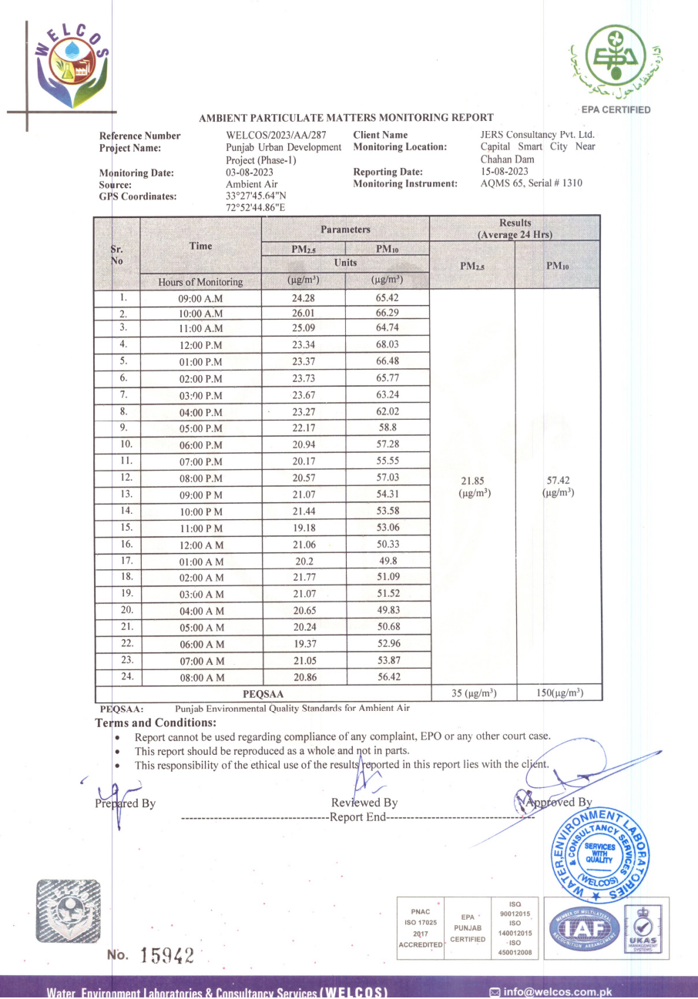 WELCOS
EPA
ادارہ تحفظ ماحول، حکومت پنجاب
EPA CERTIFIED
AMBIENT PARTICULATE MATTERS MONITORING REPORT
Reference Number WELCOS/2023/AA/287 Client Name JERS Consultancy Pvt. Ltd.
Project Name: Punjab Urban Development Monitoring Location: Capital Smart City Near
Project (Phase-1) Chahan Dam
Monitoring Date: 03-08-2023 Reporting Date: 15-08-2023
Source: Ambient Air Monitoring Instrument: AQMS 65, Serial # 1310
GPS Coordinates: 33°27'45.64"N
72°52'44.86"E
Sr. No Time Parameters Results (Average 24 Hrs)
PM2.5 PM10 PM2.5 PM10
Units
Hours of Monitoring (µg/m³) (µg/m³)
1. 09:00 A.M 24.28 65.42
2. 10:00 A.M 26.01 66.29
3. 11:00 A.M 25.09 64.74
4. 12:00 P.M 23.34 68.03
5. 01:00 P.M 23.37 66.48
6. 02:00 P.M 23.73 65.77
7. 03:00 P.M 23.67 63.24
8. 04:00 P.M 23.27 62.02
9. 05:00 P.M 22.17 58.8
10. 06:00 P.M 20.94 57.28
11. 07:00 P.M 20.17 55.55
12. 08:00 P.M 20.57 57.03 21.85 57.42
13. 09:00 P M 21.07 54.31 (µg/m³) (µg/m³)
14. 10:00 P M 21.44 53.58
15. 11:00 P M 19.18 53.06
16. 12:00 A M 21.06 50.33
17. 01:00 A M 20.2 49.8
18. 02:00 A M 21.77 51.09
19. 03:00 A M 21.07 51.52
20. 04:00 A M 20.65 49.83
21. 05:00 A M 20.24 50.68
22. 06:00 A M 19.37 52.96
23. 07:00 A M 21.05 53.87
24. 08:00 A M 20.86 56.42
PEQSAA 35 (µg/m³) 150(µg/m³)
PEQSAA: Punjab Environmental Quality Standards for Ambient Air
Terms and Conditions:
• Report cannot be used regarding compliance of any complaint, EPO or any other court case.
• This report should be reproduced as a whole and not in parts.
• This responsibility of the ethical use of the results reported in this report lies with the client.
Prepared By Reviewed By Approved By
-----------------------------------Report End-----------------------------------
WATER, ENVIRONMENT LABORATORIES
& CONSULTANCY SERVICES
SERVICES
WITH
QUALITY
(WELCOS)
PNAC
ISO 17025
2017
ACCREDITED
EPA
PUNJAB
CERTIFIED
ISO
90012015
ISO
140012015
ISO
450012008
MEMBER OF MULTILATERAL
IAF
RECOGNITION ARRANGEMENT
UKAS
MANAGEMENT
SYSTEMS
No. 15942
Water, Environment Laboratories & Consultancy Services (WELCOS) info@welcos.com.pk